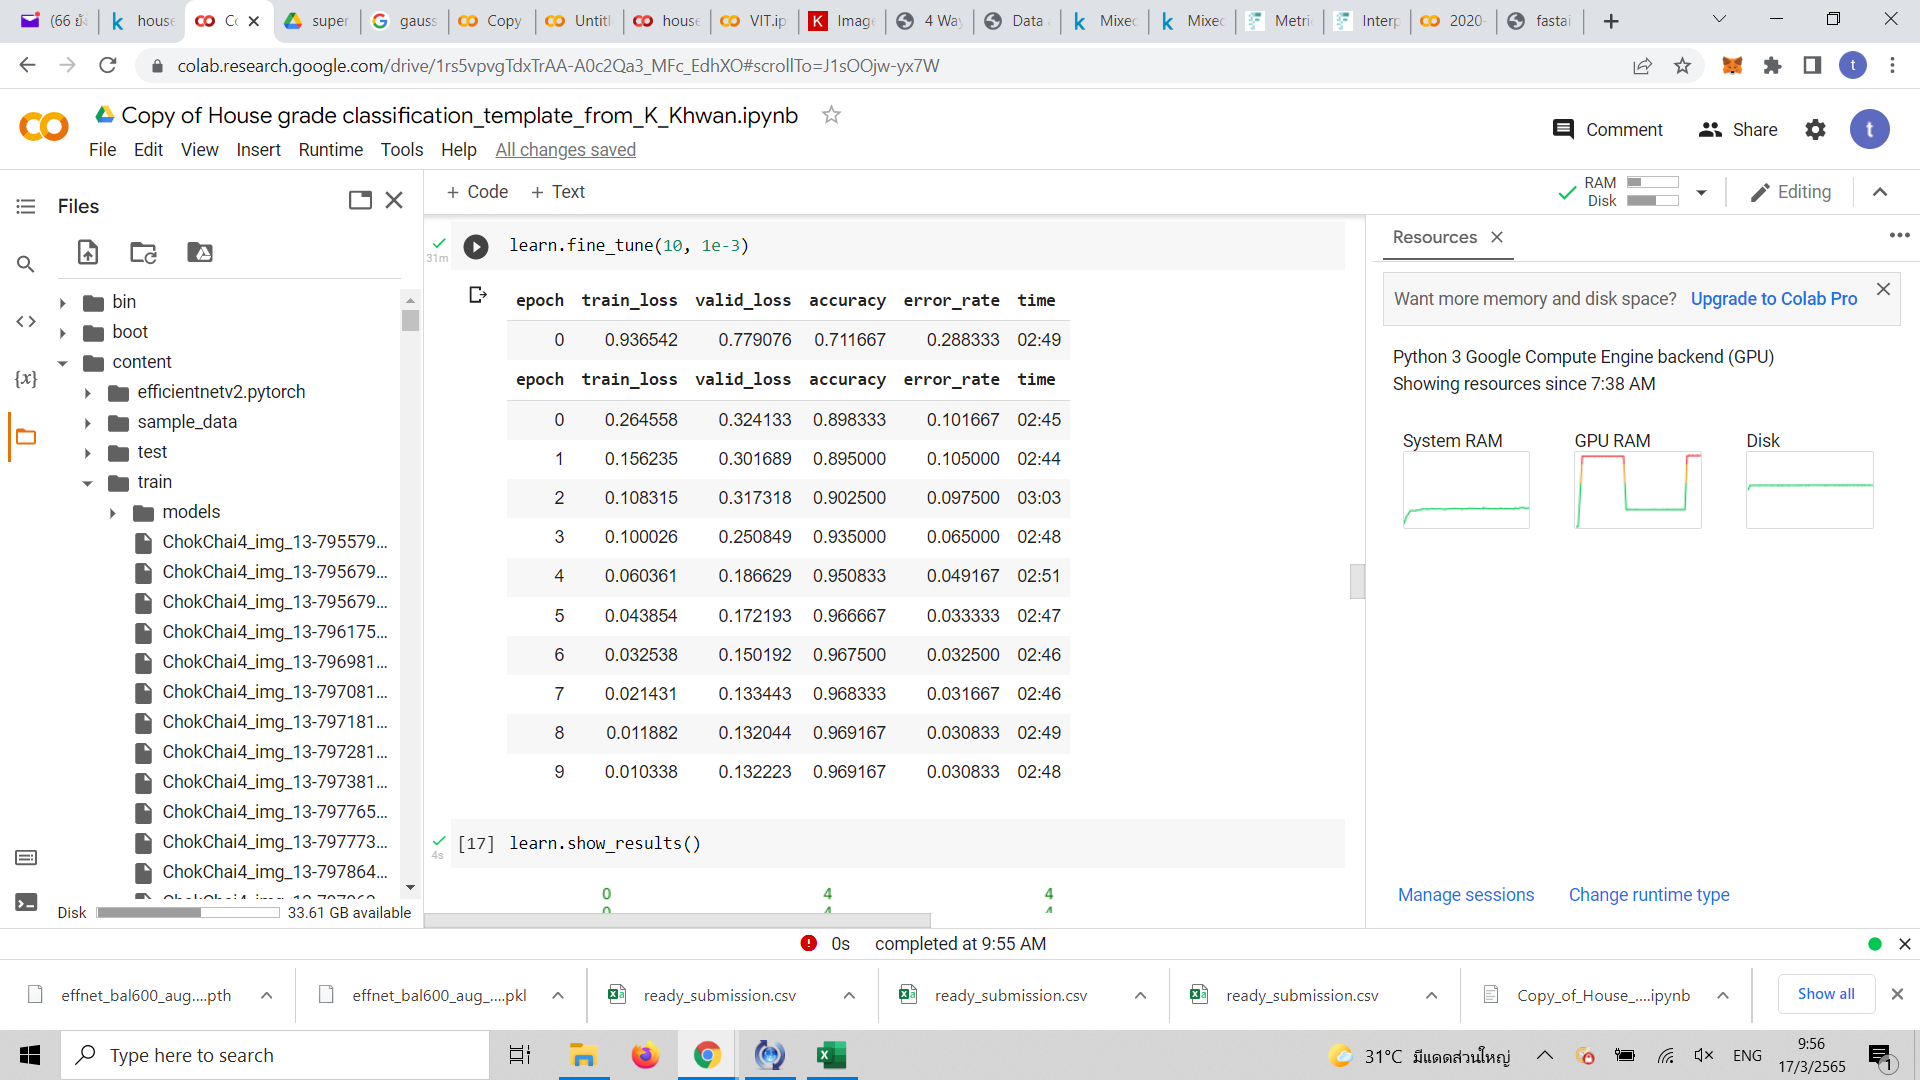 (66 ยั
house
Co
super
gauss
Copy
Untitl
house
VIT.ip
Image
4 Way
Data
Mixed
Mixed
Metri
Interp
2020-
fastai
colab.research.google.com/drive/1rs5vpvgTdxTrAA-A0c2Qa3_MFc_EdhXO#scrollTo=J1sOOjw-yx7W
t
Copy of House grade classification_template_from_K_Khwan.ipynb
Comment
Share
t
File Edit View Insert Runtime Tools Help All changes saved
Files
+ Code + Text
RAM
Disk
Editing
bin
boot
content
efficientnetv2.pytorch
sample_data
test
train
models
ChokChai4_img_13-795579...
ChokChai4_img_13-795679...
ChokChai4_img_13-795679...
ChokChai4_img_13-796175...
ChokChai4_img_13-796981...
ChokChai4_img_13-797081...
ChokChai4_img_13-797181...
ChokChai4_img_13-797281...
ChokChai4_img_13-797381...
ChokChai4_img_13-797765...
ChokChai4_img_13-797773...
ChokChai4_img_13-797864...
Disk 33.61 GB available
31m
learn.fine_tune(10, 1e-3)
epoch train_loss valid_loss accuracy error_rate time
0 0.936542 0.779076 0.711667 0.288333 02:49
epoch train_loss valid_loss accuracy error_rate time
0 0.264558 0.324133 0.898333 0.101667 02:45
1 0.156235 0.301689 0.895000 0.105000 02:44
2 0.108315 0.317318 0.902500 0.097500 03:03
3 0.100026 0.250849 0.935000 0.065000 02:48
4 0.060361 0.186629 0.950833 0.049167 02:51
5 0.043854 0.172193 0.966667 0.033333 02:47
6 0.032538 0.150192 0.967500 0.032500 02:46
7 0.021431 0.133443 0.968333 0.031667 02:46
8 0.011882 0.132044 0.969167 0.030833 02:49
9 0.010338 0.132223 0.969167 0.030833 02:48
4s
[17] learn.show_results()
0 4 4
0 4 4
Resources
Want more memory and disk space? Upgrade to Colab Pro
Python 3 Google Compute Engine backend (GPU)
Showing resources since 7:38 AM
System RAM GPU RAM Disk
Manage sessions Change runtime type
0s completed at 9:55 AM
effnet_bal600_aug....pth
effnet_bal600_aug_....pkl
ready_submission.csv
ready_submission.csv
ready_submission.csv
Copy_of_House_....ipynb
Show all
Type here to search
31°C มีแดดส่วนใหญ่
ENG
9:56
17/3/2565
1